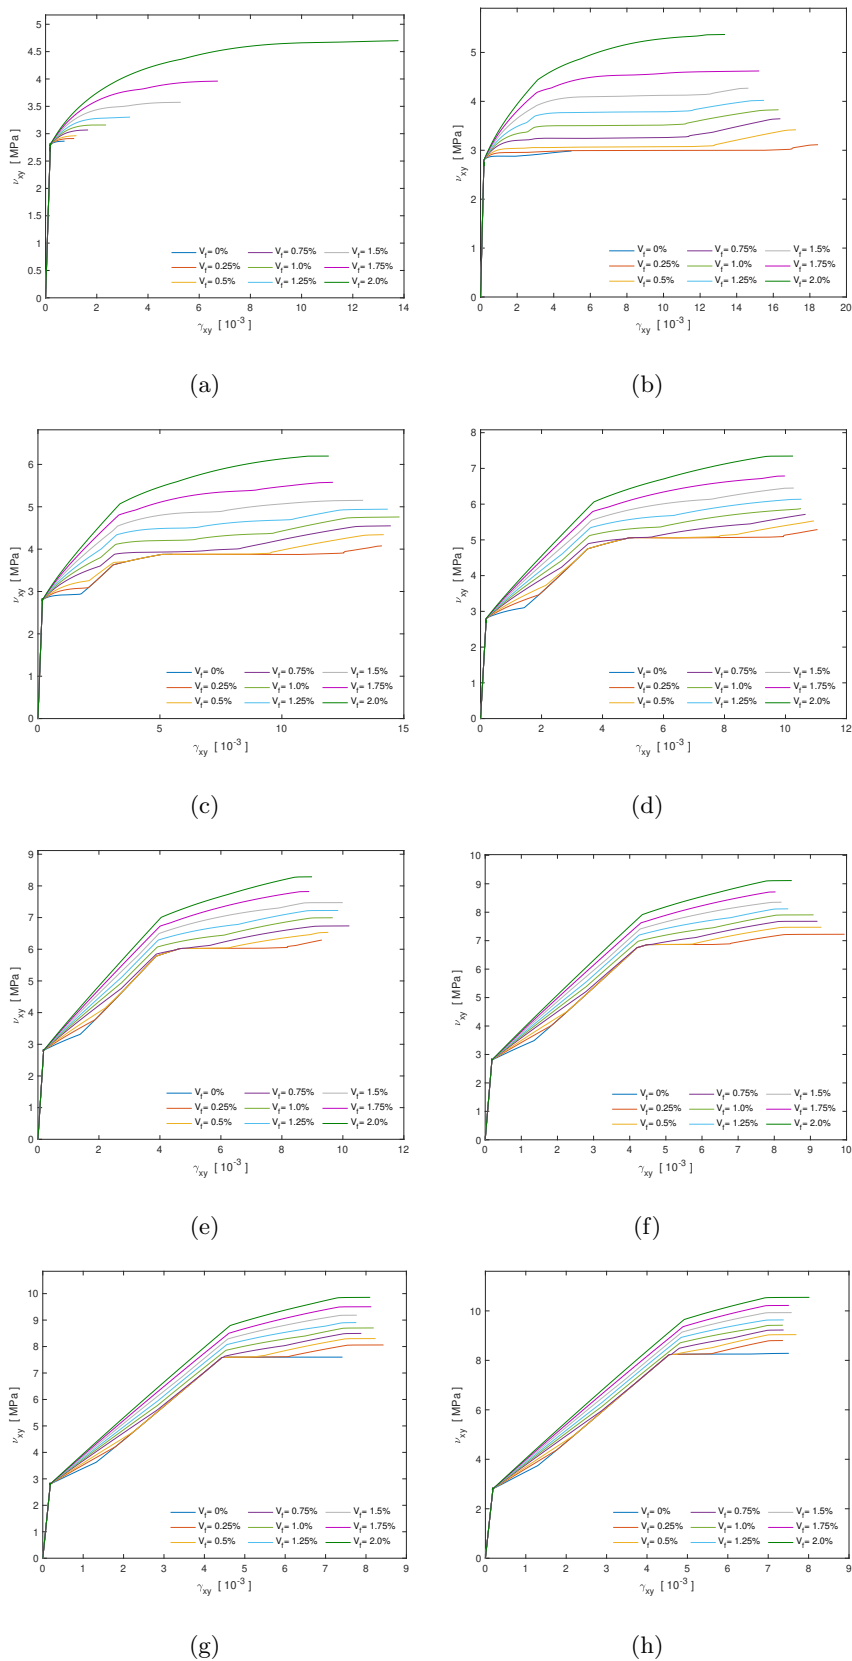 5
4.5
4
3.5
3
2.5
2
1.5
1
0.5
0
ν_xy [ MPa]
V_f = 0% V_f = 0.75% V_f = 1.5%
V_f = 0.25% V_f = 1.0% V_f = 1.75%
V_f = 0.5% V_f = 1.25% V_f = 2.0%
0 2 4 6 8 10 12 14
γ_xy [ 10^-3 ]
(a)
5
4
3
2
1
0
ν_xy [ MPa]
V_f = 0% V_f = 0.75% V_f = 1.5%
V_f = 0.25% V_f = 1.0% V_f = 1.75%
V_f = 0.5% V_f = 1.25% V_f = 2.0%
0 2 4 6 8 10 12 14 16 18 20
γ_xy [ 10^-3 ]
(b)
6
5
4
3
2
1
0
ν_xy [ MPa]
V_f = 0% V_f = 0.75% V_f = 1.5%
V_f = 0.25% V_f = 1.0% V_f = 1.75%
V_f = 0.5% V_f = 1.25% V_f = 2.0%
0 5 10 15
γ_xy [ 10^-3 ]
(c)
8
7
6
5
4
3
2
1
0
ν_xy [ MPa]
V_f = 0% V_f = 0.75% V_f = 1.5%
V_f = 0.25% V_f = 1.0% V_f = 1.75%
V_f = 0.5% V_f = 1.25% V_f = 2.0%
0 2 4 6 8 10 12
γ_xy [ 10^-3 ]
(d)
9
8
7
6
5
4
3
2
1
0
ν_xy [ MPa]
V_f = 0% V_f = 0.75% V_f = 1.5%
V_f = 0.25% V_f = 1.0% V_f = 1.75%
V_f = 0.5% V_f = 1.25% V_f = 2.0%
0 2 4 6 8 10 12
γ_xy [ 10^-3 ]
(e)
10
9
8
7
6
5
4
3
2
1
0
ν_xy [ MPa]
V_f = 0% V_f = 0.75% V_f = 1.5%
V_f = 0.25% V_f = 1.0% V_f = 1.75%
V_f = 0.5% V_f = 1.25% V_f = 2.0%
0 1 2 3 4 5 6 7 8 9 10
γ_xy [ 10^-3 ]
(f)
10
9
8
7
6
5
4
3
2
1
0
ν_xy [ MPa]
V_f = 0% V_f = 0.75% V_f = 1.5%
V_f = 0.25% V_f = 1.0% V_f = 1.75%
V_f = 0.5% V_f = 1.25% V_f = 2.0%
0 1 2 3 4 5 6 7 8 9
γ_xy [ 10^-3 ]
(g)
10
8
6
4
2
0
ν_xy [ MPa]
V_f = 0% V_f = 0.75% V_f = 1.5%
V_f = 0.25% V_f = 1.0% V_f = 1.75%
V_f = 0.5% V_f = 1.25% V_f = 2.0%
0 1 2 3 4 5 6 7 8 9
γ_xy [ 10^-3 ]
(h)